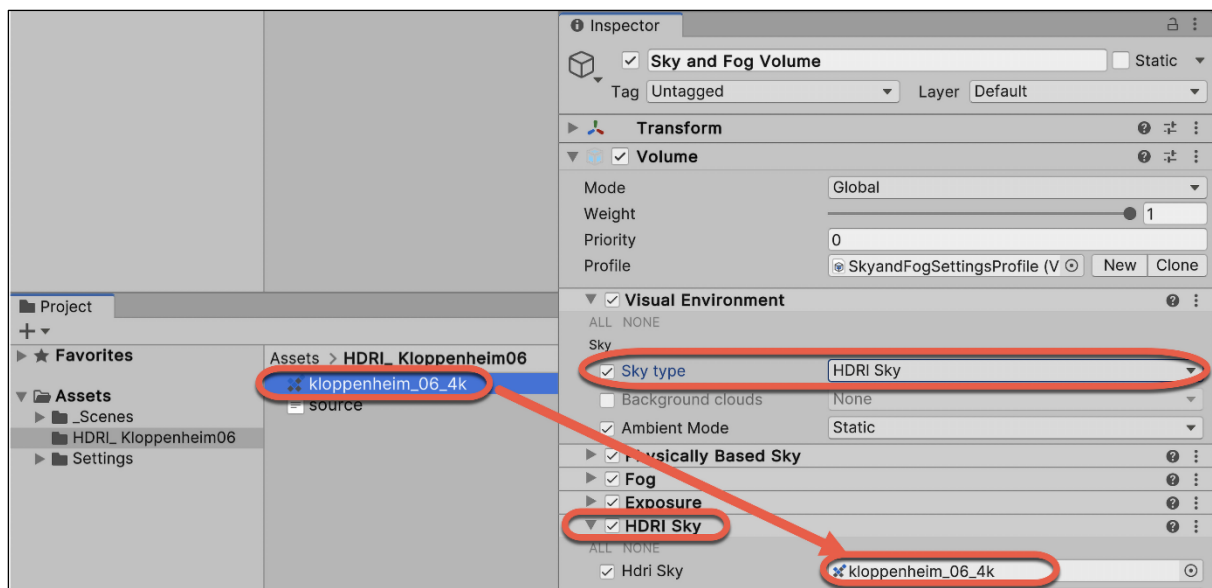 Inspector
Sky and Fog Volume
Static
Tag Untagged
Layer Default
Transform
Volume
Mode Global
Weight 1
Priority 0
Profile SkyandFogSettingsProfile (V New Clone
Visual Environment
ALL NONE
Sky
Sky type HDRI Sky
Background clouds None
Ambient Mode Static
Physically Based Sky
Fog
Exposure
HDRI Sky
ALL NONE
Hdri Sky kloppenheim_06_4k
Project
Favorites
Assets
_Scenes
HDRI_ Kloppenheim06
Settings
Assets > HDRI_ Kloppenheim06
kloppenheim_06_4k
source